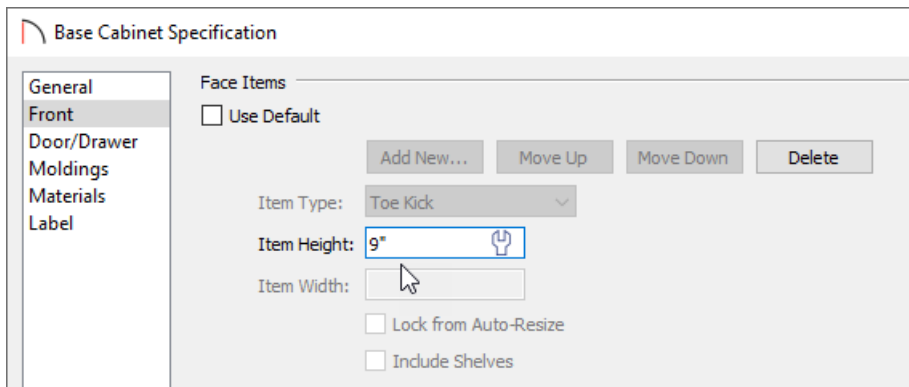 Base Cabinet Specification
General
Front
Door/Drawer
Moldings
Materials
Label
Face Items
Use Default
Add New... Move Up Move Down Delete
Item Type: Toe Kick
Item Height: 9"
Item Width:
Lock from Auto-Resize
Include Shelves